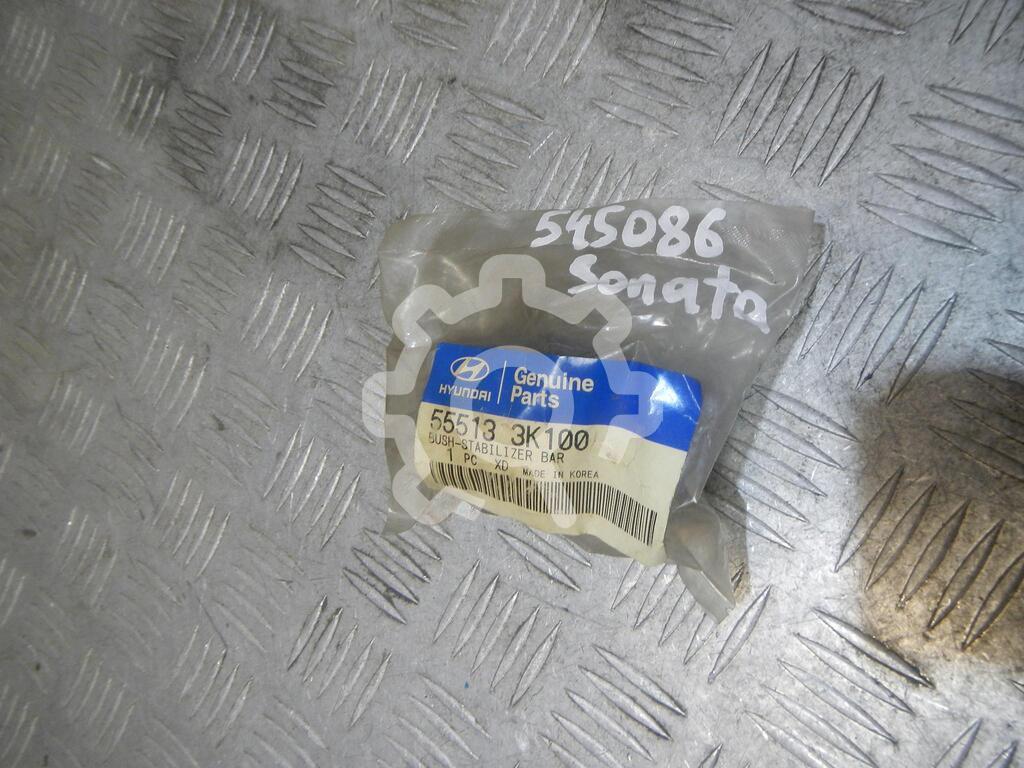 545086
Sonata
HYUNDAI
Genuine
Parts
55513 3K100
BUSH-STABILIZER BAR
1 PC XD MADE IN KOREA